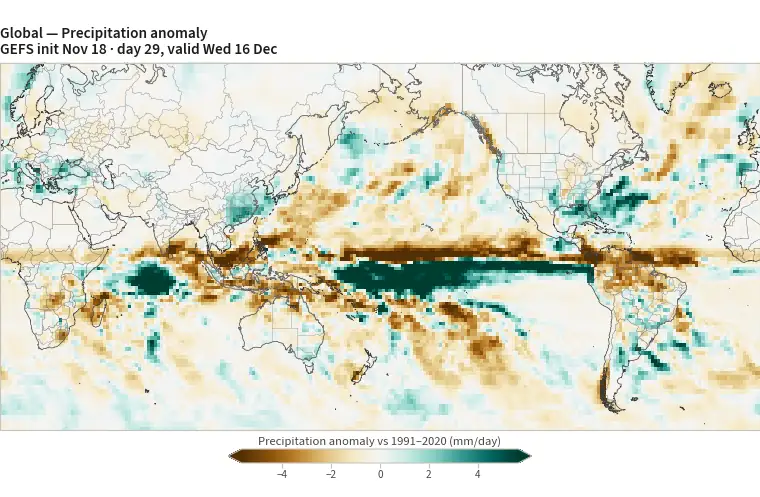 Global — Precipitation anomaly
GEFS init Nov 18 · day 29, valid Wed 16 Dec
Precipitation anomaly vs 1991–2020 (mm/day)
−4 −2 0 2 4